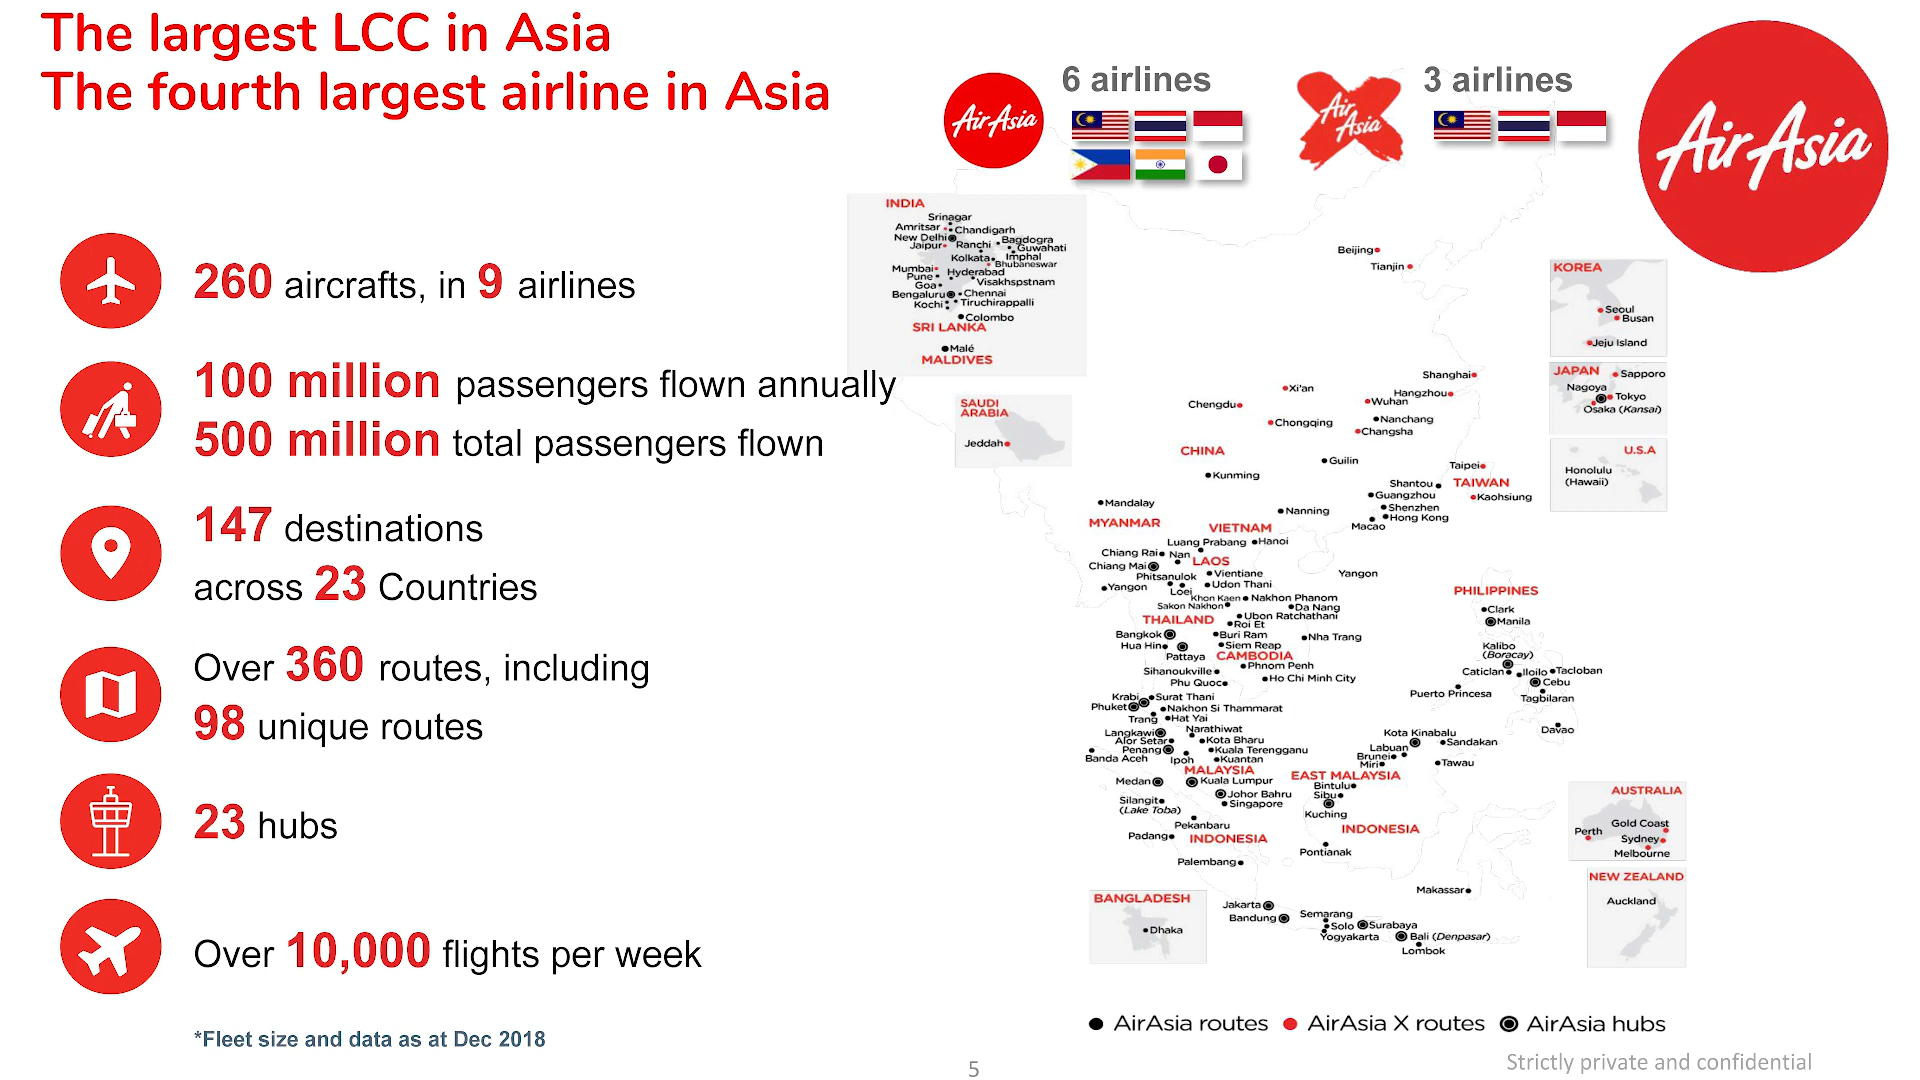 The largest LCC in Asia
The fourth largest airline in Asia
6 airlines
3 airlines
AirAsia
Air Asia
AirAsia
260 aircrafts, in 9 airlines
100 million passengers flown annually
500 million total passengers flown
147 destinations
across 23 Countries
Over 360 routes, including
98 unique routes
23 hubs
Over 10,000 flights per week
*Fleet size and data as at Dec 2018
INDIA
Srinagar
Amritsar
Chandigarh
New Delhi
Bagdogra
Jaipur
Ranchi
Guwahati
Kolkata
Imphal
Bhubaneswar
Mumbai
Hyderabad
Pune
Visakhspstnam
Goa
Bengaluru
Chennai
Kochi
Tiruchirappalli
Colombo
SRI LANKA
Malé
MALDIVES
SAUDI
ARABIA
Jeddah
Beijing
Tianjin
KOREA
Seoul
Busan
Jeju Island
JAPAN
Sapporo
Nagoya
Tokyo
Osaka (Kansai)
U.S.A
Honolulu
(Hawaii)
Shanghai
Xi'an
Hangzhou
Chengdu
Wuhan
Chongqing
Nanchang
Changsha
CHINA
Guilin
Taipei
Kunming
Shantou
TAIWAN
Guangzhou
Kaohsiung
Mandalay
Shenzhen
Nanning
Hong Kong
Macao
MYANMAR
VIETNAM
Luang Prabang
Hanoi
Chiang Rai
Nan
LAOS
Chiang Mai
Vientiane
Yangon
Phitsanulok
Udon Thani
Yangon
Loei
Khon Kaen
Nakhon Phanom
Sakon Nakhon
Da Nang
THAILAND
Ubon Ratchathani
Roi Et
Bangkok
Buri Ram
Nha Trang
Hua Hin
Siem Reap
Pattaya
CAMBODIA
Phnom Penh
Sihanoukville
Ho Chi Minh City
Phu Quoc
Krabi
Surat Thani
Phuket
Nakhon Si Thammarat
Trang
Hat Yai
Langkawi
Narathiwat
Alor Setar
Kota Bharu
Penang
Kuala Terengganu
Banda Aceh
Ipoh
Kuantan
MALAYSIA
Medan
Kuala Lumpur
Johor Bahru
Silangit
(Lake Toba)
Singapore
Pekanbaru
Padang
INDONESIA
Palembang
PHILIPPINES
Clark
Manila
Kalibo
(Boracay)
Caticlan
Iloilo
Tacloban
Cebu
Puerto Princesa
Tagbilaran
Davao
Kota Kinabalu
Labuan
Sandakan
Brunei
Miri
Tawau
EAST MALAYSIA
Bintulu
Sibu
Kuching
INDONESIA
Pontianak
Makassar
AUSTRALIA
Gold Coast
Perth
Sydney
Melbourne
NEW ZEALAND
Auckland
BANGLADESH
Dhaka
Jakarta
Bandung
Semarang
Solo
Surabaya
Yogyakarta
Bali (Denpasar)
Lombok
AirAsia routes
AirAsia X routes
AirAsia hubs
5
Strictly private and confidential